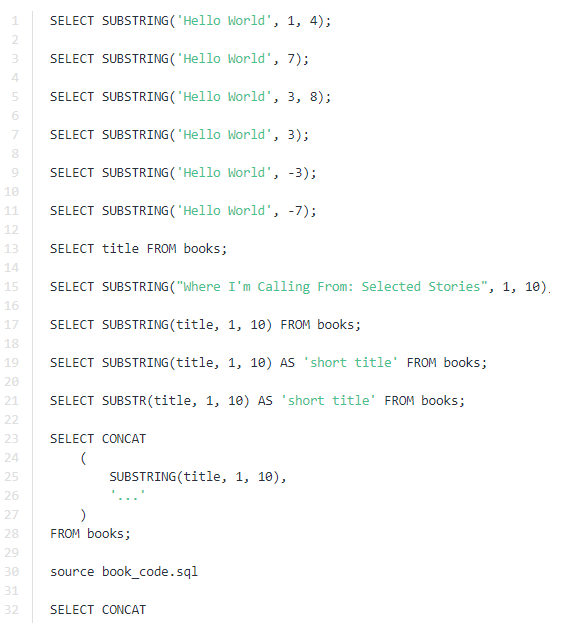 1 SELECT SUBSTRING('Hello World', 1, 4);
2
3 SELECT SUBSTRING('Hello World', 7);
4
5 SELECT SUBSTRING('Hello World', 3, 8);
6
7 SELECT SUBSTRING('Hello World', 3);
8
9 SELECT SUBSTRING('Hello World', -3);
10
11 SELECT SUBSTRING('Hello World', -7);
12
13 SELECT title FROM books;
14
15 SELECT SUBSTRING("Where I'm Calling From: Selected Stories", 1, 10)
16
17 SELECT SUBSTRING(title, 1, 10) FROM books;
18
19 SELECT SUBSTRING(title, 1, 10) AS 'short title' FROM books;
20
21 SELECT SUBSTR(title, 1, 10) AS 'short title' FROM books;
22
23 SELECT CONCAT
24     (
25         SUBSTRING(title, 1, 10),
26         '...'
27     )
28 FROM books;
29
30 source book_code.sql
31
32 SELECT CONCAT